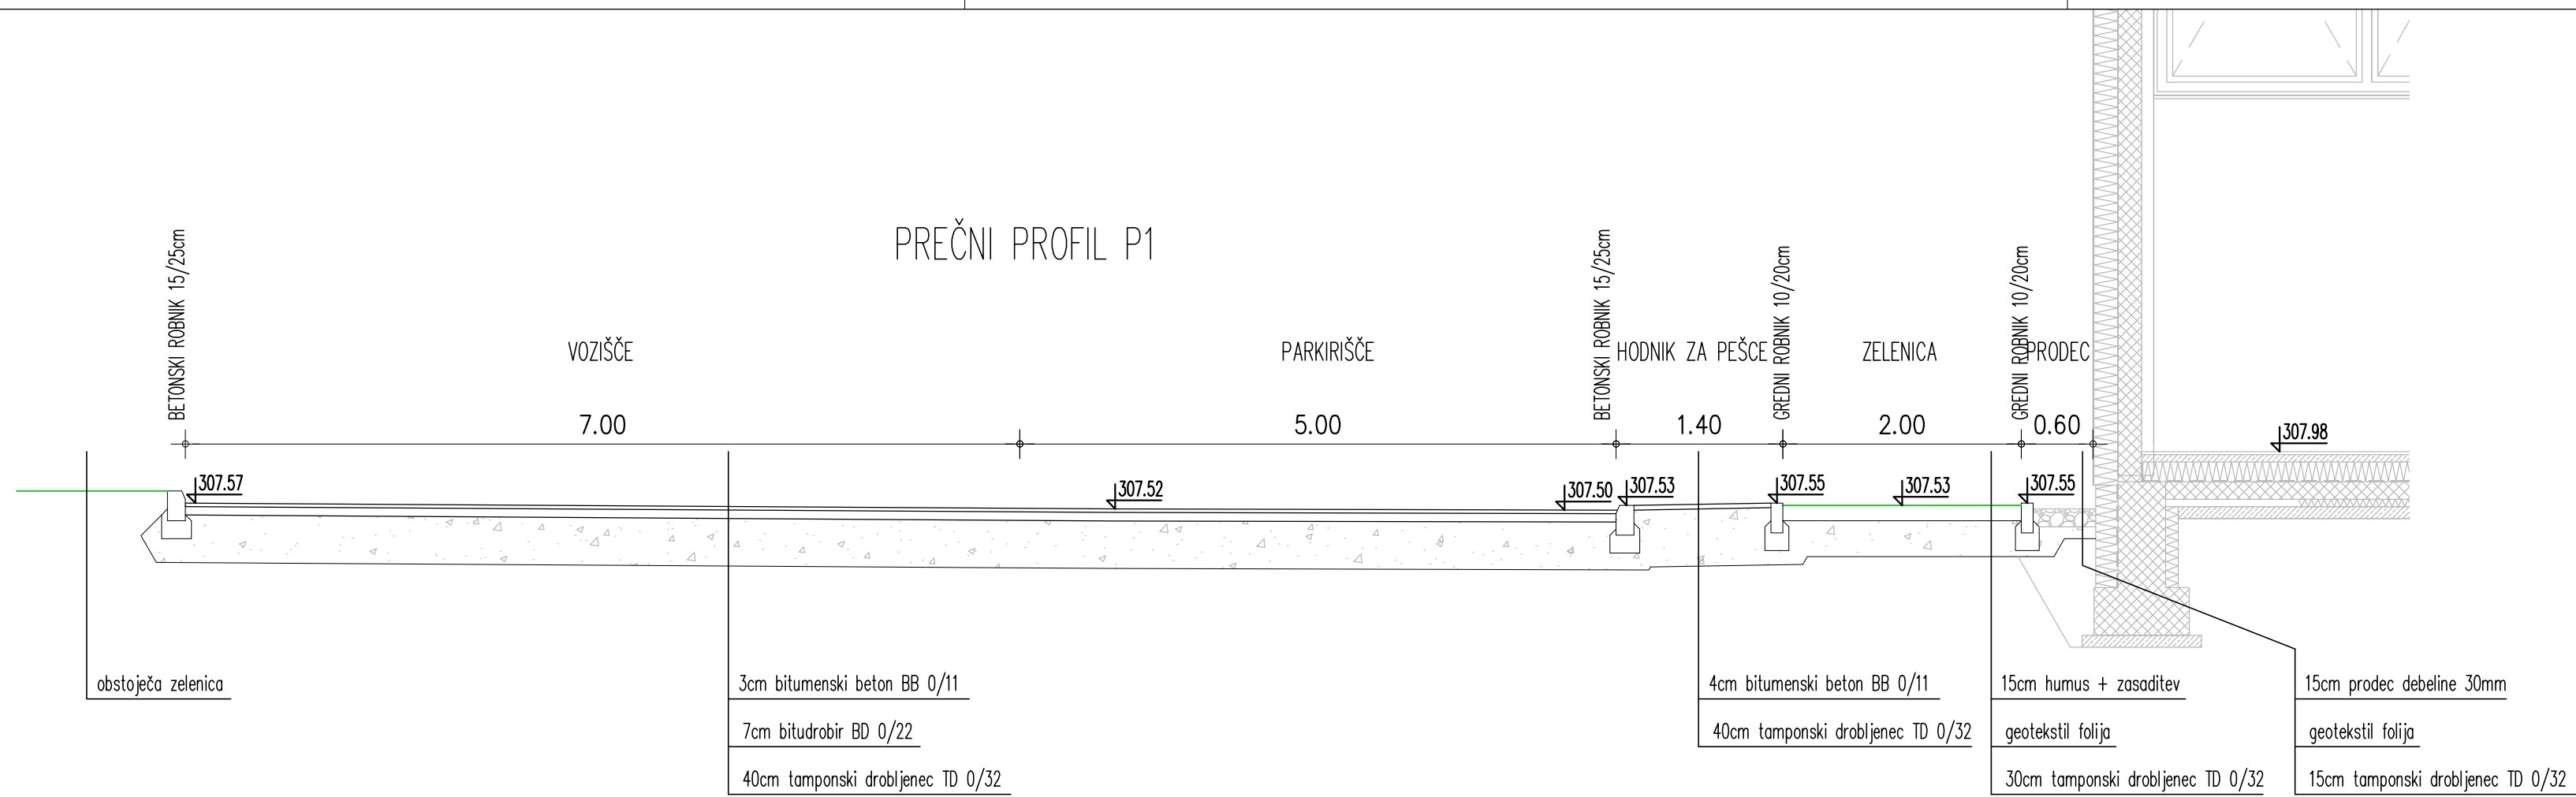 PREČNI PROFIL P1
BETONSKI ROBNIK 15/25cm
BETONSKI ROBNIK 15/25cm
GREDNI ROBNIK 10/20cm
GREDNI ROBNIK 10/20cm
VOZIŠČE
PARKIRIŠČE
HODNIK ZA PEŠCE
ZELENICA
PRODEC
7.00
5.00
1.40
2.00
0.60
307.98
307.57
307.52
307.50
307.53
307.55
307.53
307.55
obstoječa zelenica
3cm bitumenski beton BB 0/11
7cm bitudrobir BD 0/22
40cm tamponski drobljenec TD 0/32
4cm bitumenski beton BB 0/11
40cm tamponski drobljenec TD 0/32
15cm humus + zasaditev
geotekstil folija
30cm tamponski drobljenec TD 0/32
15cm prodec debeline 30mm
geotekstil folija
15cm tamponski drobljenec TD 0/32